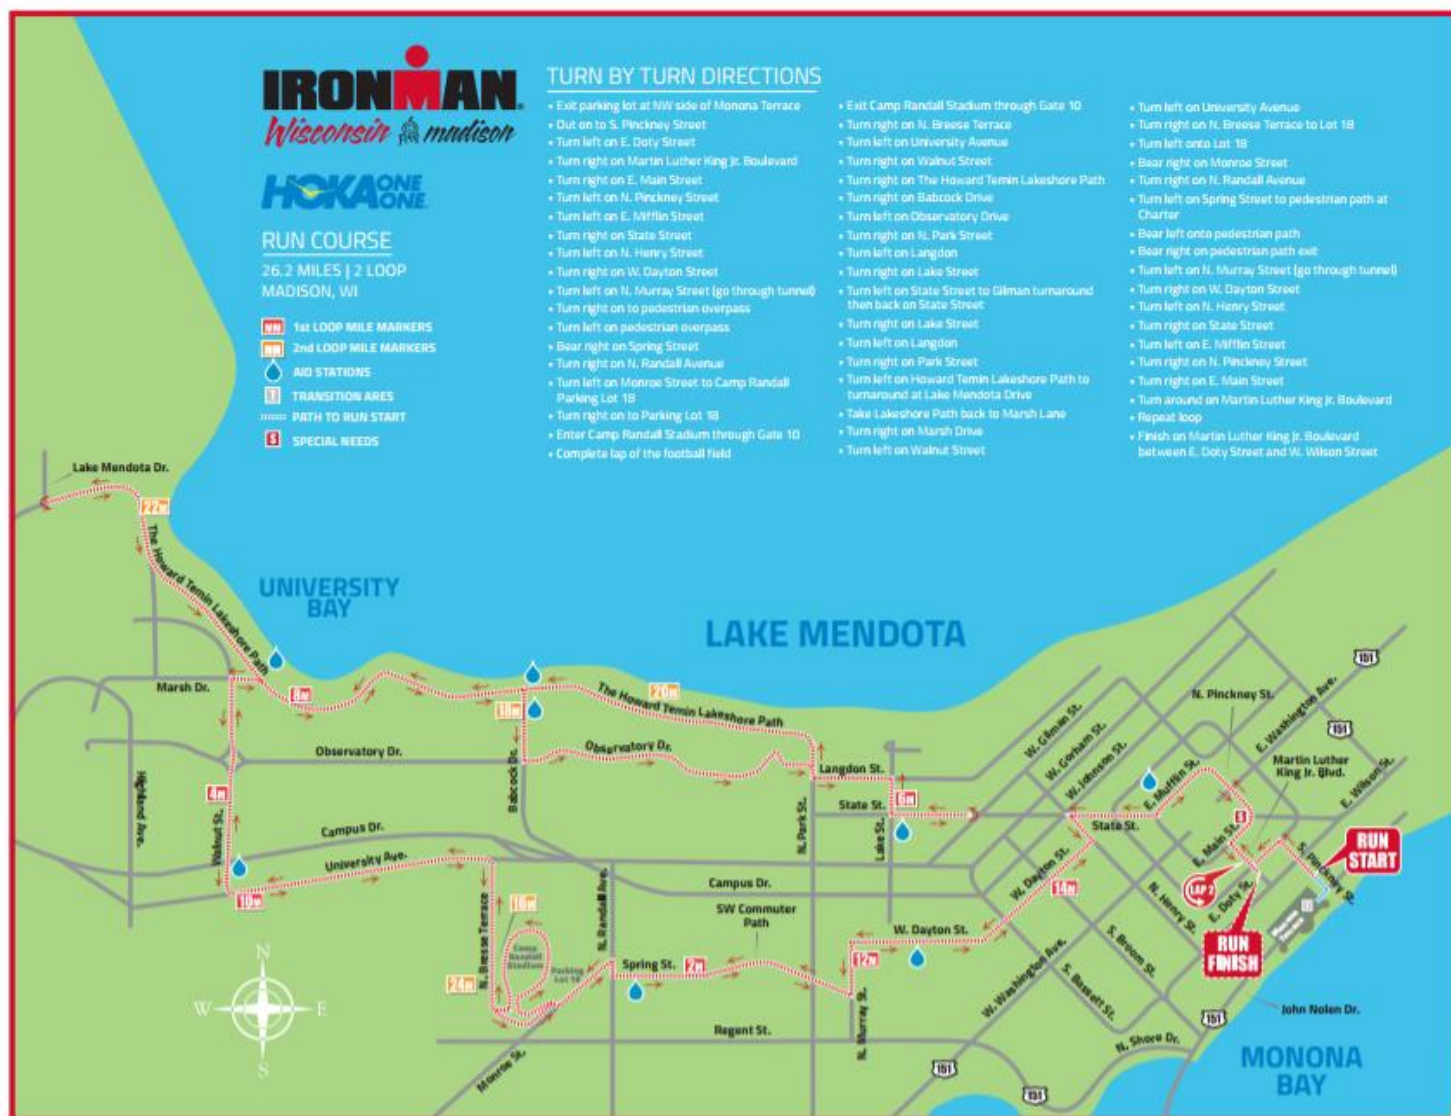 IRONMAN
Wisconsin madison
HOKA ONE ONE
RUN COURSE
26.2 MILES | 2 LOOP
MADISON, WI
1st LOOP MILE MARKERS
2nd LOOP MILE MARKERS
AID STATIONS
T TRANSITION ARES
PATH TO RUN START
S SPECIAL NEEDS
TURN BY TURN DIRECTIONS
• Exit parking lot at NW side of Monona Terrace
• Out on to S. Pinckney Street
• Turn left on E. Doty Street
• Turn right on Martin Luther King Jr. Boulevard
• Turn right on E. Main Street
• Turn left on N. Pinckney Street
• Turn left on E. Mifflin Street
• Turn right on State Street
• Turn left on N. Henry Street
• Turn right on W. Dayton Street
• Turn left on N. Murray Street (go through tunnel)
• Turn right on to pedestrian overpass
• Turn left on pedestrian overpass
• Bear right on Spring Street
• Turn right on N. Randall Avenue
• Turn left on Monroe Street to Camp Randall
Parking Lot 18
• Turn right on to Parking Lot 18
• Enter Camp Randall Stadium through Gate 10
• Complete lap of the football field
• Exit Camp Randall Stadium through Gate 10
• Turn right on N. Breese Terrace
• Turn left on University Avenue
• Turn right on Walnut Street
• Turn right on The Howard Temin Lakeshore Path
• Turn right on Babcock Drive
• Turn left on Observatory Drive
• Turn right on N. Park Street
• Turn left on Langdon
• Turn right on Lake Street
• Turn left on State Street to Gilman turnaround
then back on State Street
• Turn right on Lake Street
• Turn left on Langdon
• Turn right on Park Street
• Turn left on Howard Temin Lakeshore Path to
turnaround at Lake Mendota Drive
• Take Lakeshore Path back to Marsh Lane
• Turn right on Marsh Drive
• Turn left on Walnut Street
• Turn left on University Avenue
• Turn right on N. Breese Terrace to Lot 18
• Turn left onto Lot 18
• Bear right on Monroe Street
• Turn right on N. Randall Avenue
• Turn left on Spring Street to pedestrian path at
Charter
• Bear left onto pedestrian path
• Bear right on pedestrian path exit
• Turn left on N. Murray Street (go through tunnel)
• Turn right on W. Dayton Street
• Turn left on N. Henry Street
• Turn right on State Street
• Turn left on E. Mifflin Street
• Turn right on N. Pinckney Street
• Turn right on E. Main Street
• Turn around on Martin Luther King Jr. Boulevard
• Repeat loop
• Finish on Martin Luther King Jr. Boulevard
between E. Doty Street and W. Wilson Street
Lake Mendota Dr.
22M
The Howard Temin Lakeshore Path
UNIVERSITY
BAY
LAKE MENDOTA
Marsh Dr.
8M
18M
20M
The Howard Temin Lakeshore Path
Observatory Dr.
Observatory Dr.
Babcock Dr.
Highland Ave.
4M
Walnut St.
Campus Dr.
University Ave.
10M
Langdon St.
State St.
6M
Lake St.
N. Park St.
W. Gilman St.
W. Gorham St.
W. Johnson St.
N. Pinckney St.
E. Washington Ave.
151
151
Martin Luther
King Jr. Blvd.
E. Wilson St.
E. Mufflin St.
State St.
S
E. Main St.
S. Pinckney St.
RUN
START
LAP 2
E. Doty St.
RUN
FINISH
T
N. Henry St.
W. Dayton St.
14M
Campus Dr.
SW Commuter
Path
W. Dayton St.
12M
N. Randall Ave.
N. Bresse Terrace
16M
24M
Camp
Randall
Stadium
Parking
Lot 18
Spring St.
2M
N. Murray St.
Regent St.
Monroe St.
W. Washington Ave.
S. Broom St.
S. Bassett St.
N. Shore Dr.
John Nolen Dr.
151
151
151
MONONA
BAY
N
W
E
S